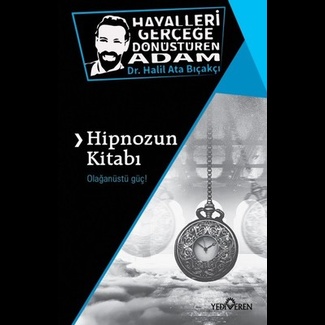 HAYALLERİ
GERÇEĞE
DÖNÜŞTÜREN
ADAM
Dr. Halil Ata Bıçakçı
Hipnozun
Kitabı
Olağanüstü güç!
YEDİVEREN